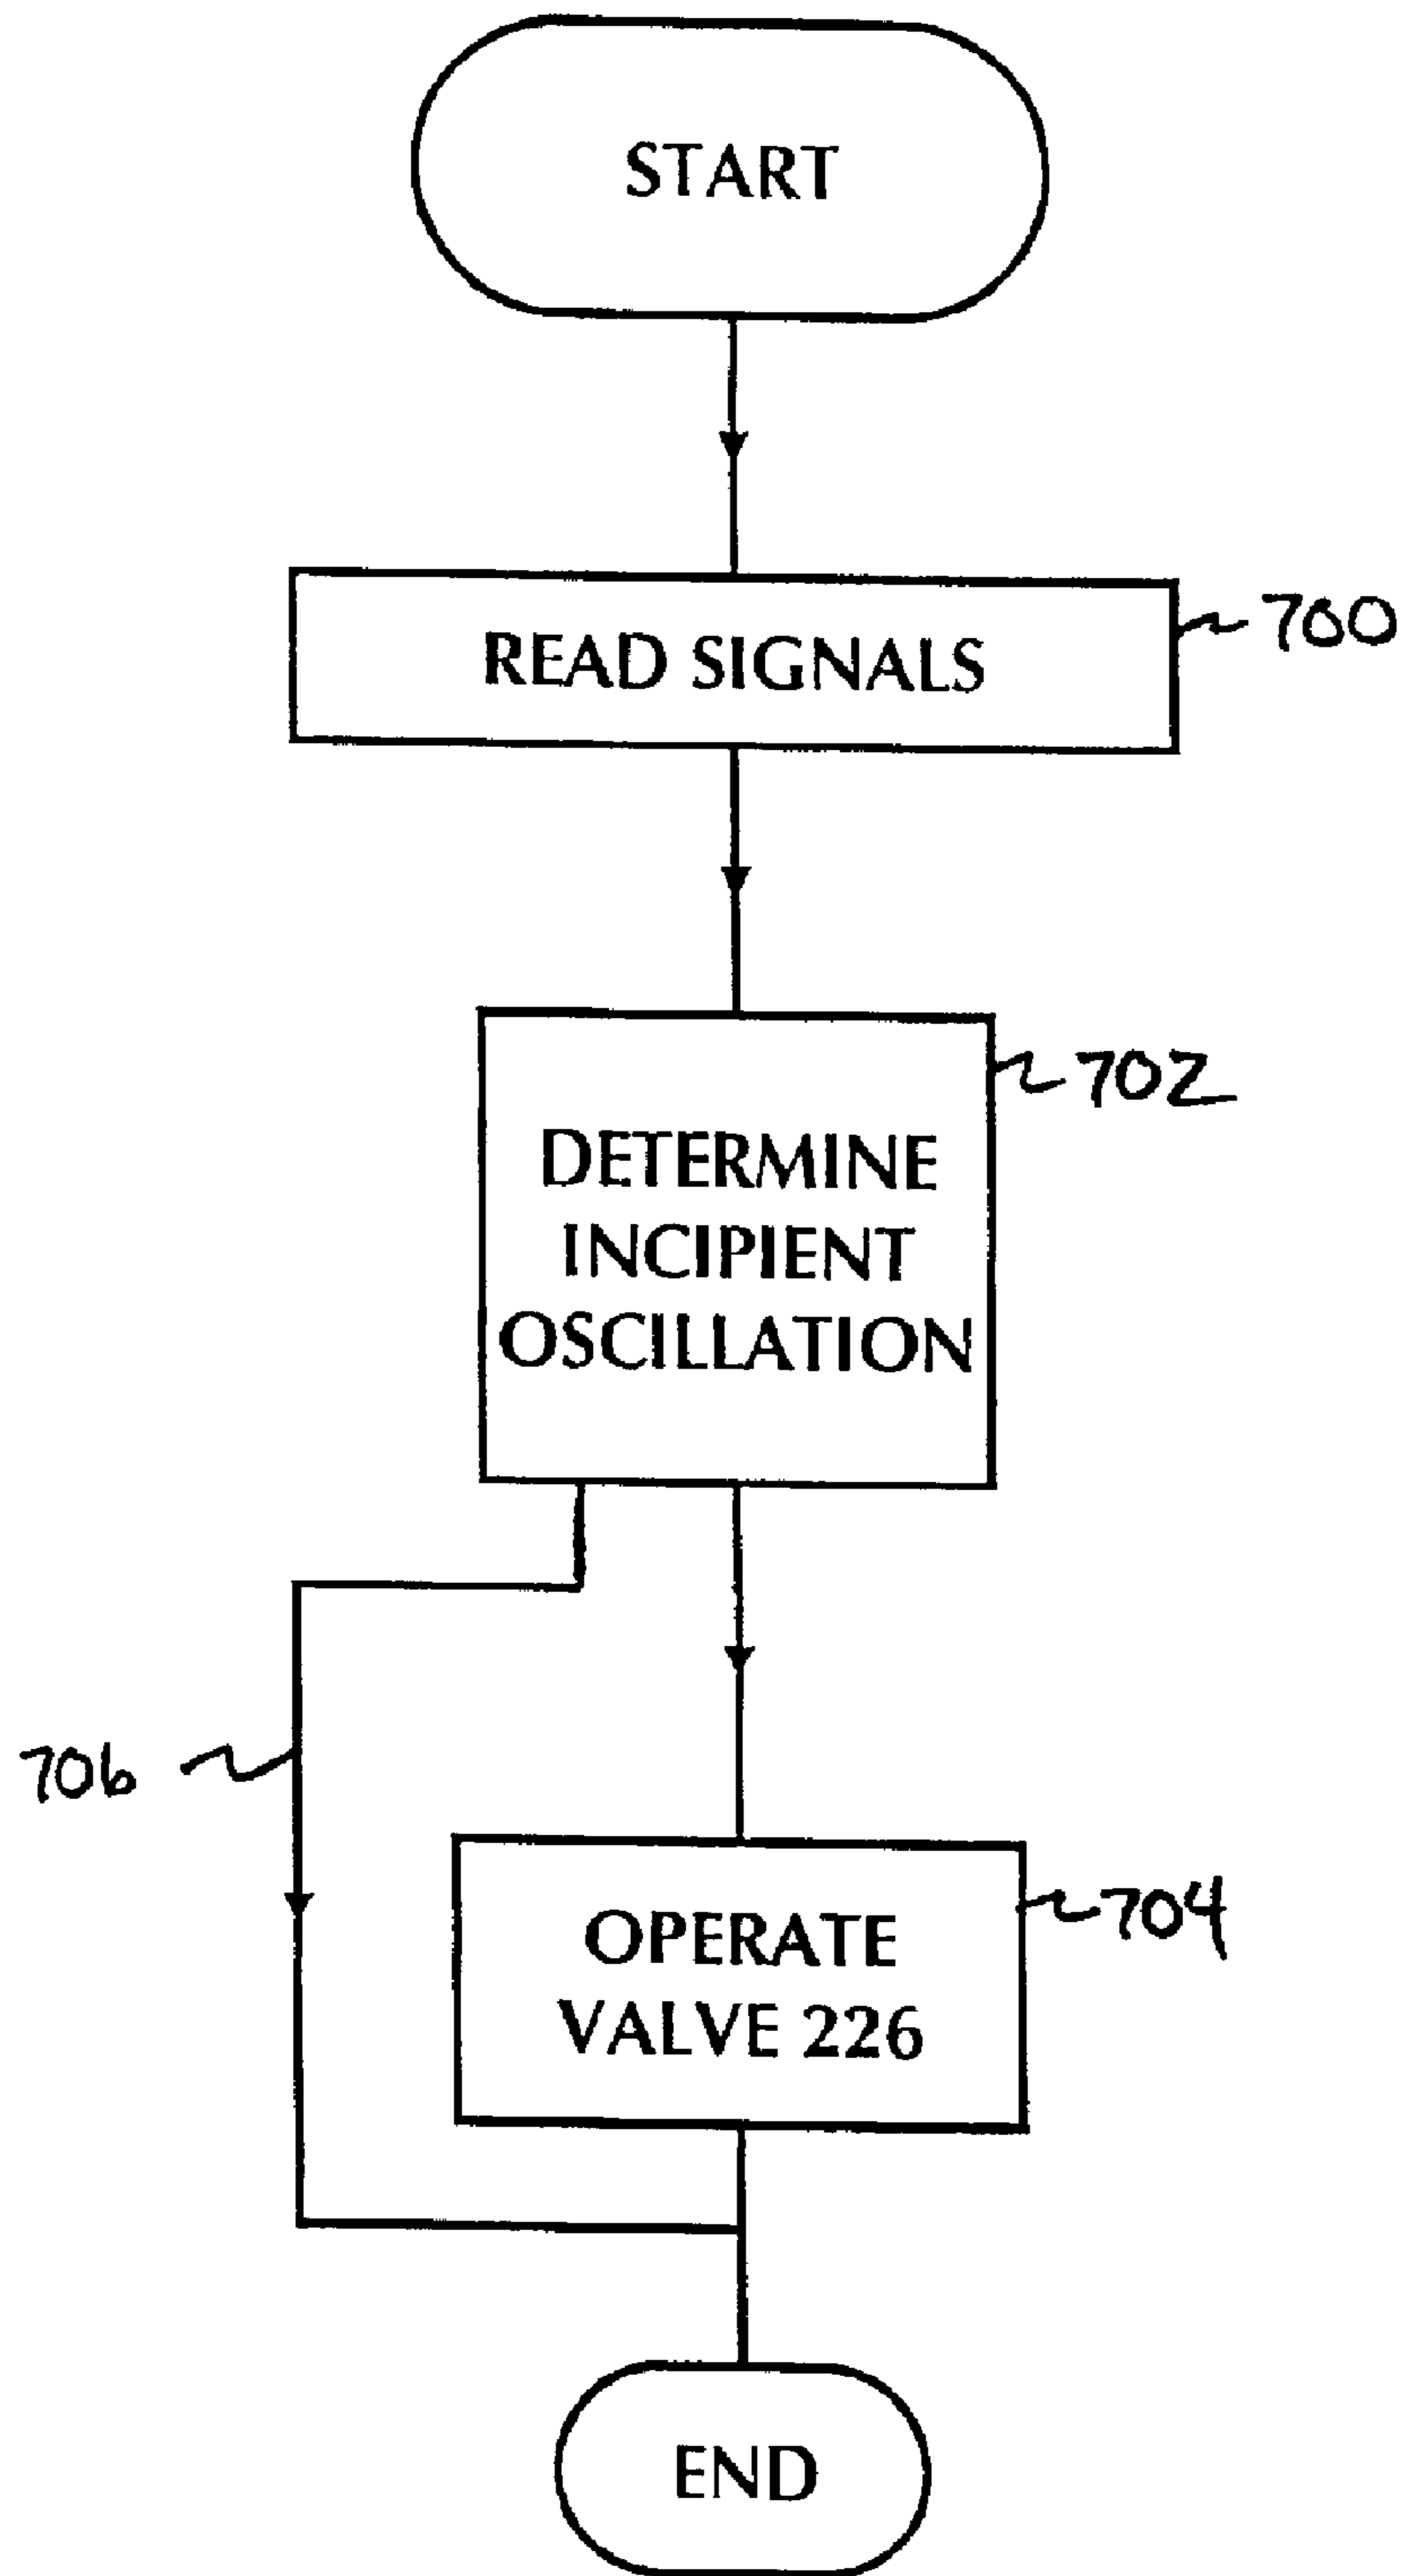 START
READ SIGNALS
700
702
DETERMINE
INCIPIENT
OSCILLATION
706
704
OPERATE
VALVE 226
END